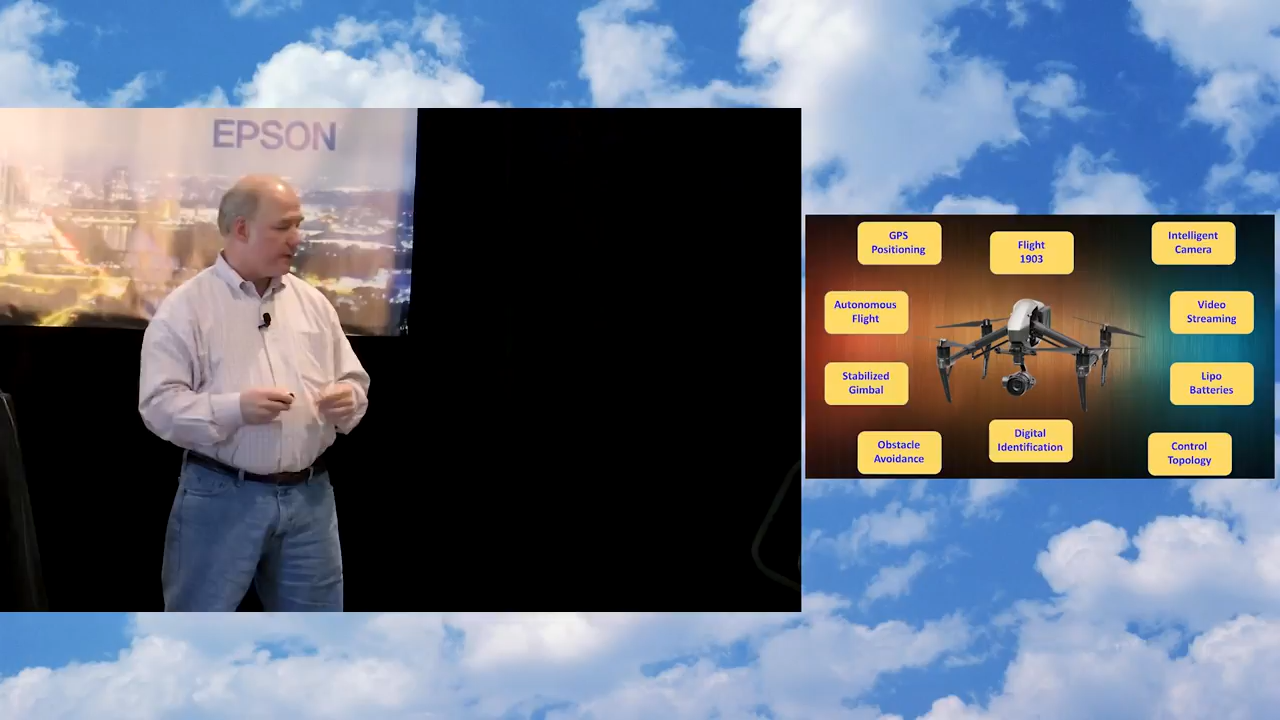 EPSON
GPS
Positioning
Flight
1903
Intelligent
Camera
Autonomous
Flight
Video
Streaming
Stabilized
Gimbal
Lipo
Batteries
Obstacle
Avoidance
Digital
Identification
Control
Topology